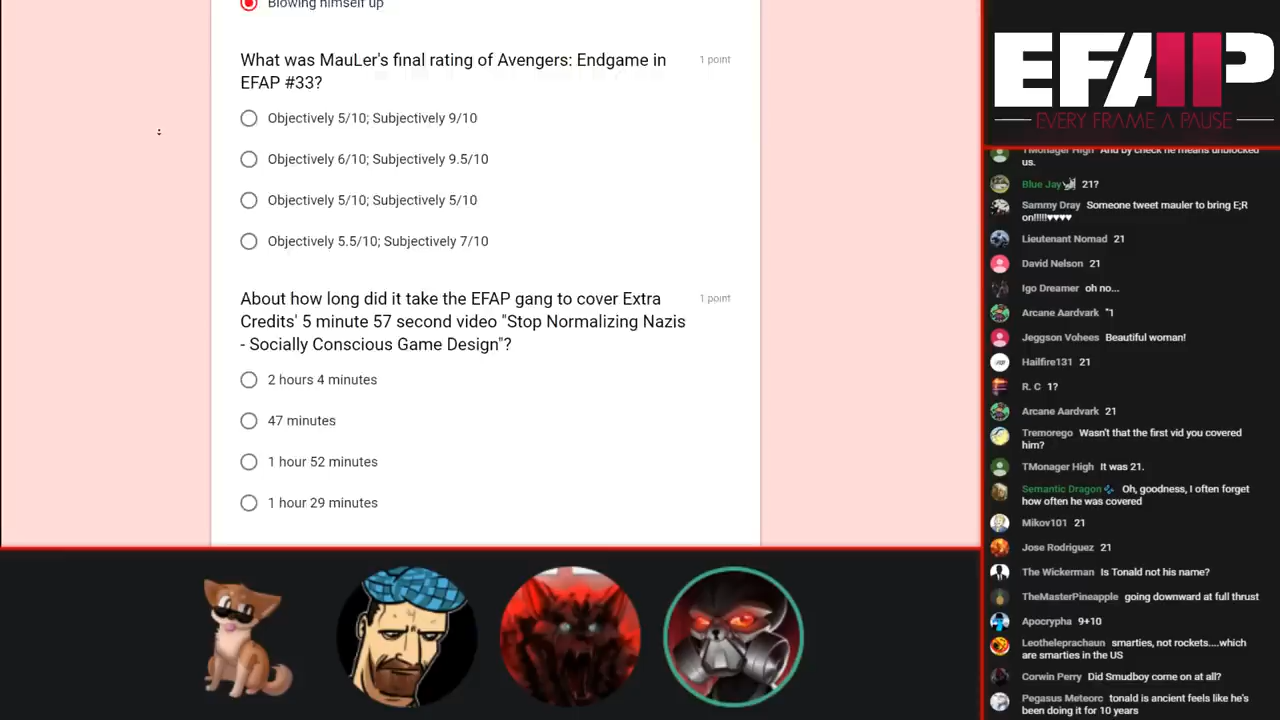 Blowing himself up
What was MauLer's final rating of Avengers: Endgame in
EFAP #33?
1 point
Objectively 5/10; Subjectively 9/10
Objectively 6/10; Subjectively 9.5/10
Objectively 5/10; Subjectively 5/10
Objectively 5.5/10; Subjectively 7/10
About how long did it take the EFAP gang to cover Extra
Credits' 5 minute 57 second video "Stop Normalizing Nazis
- Socially Conscious Game Design"?
1 point
2 hours 4 minutes
47 minutes
1 hour 52 minutes
1 hour 29 minutes
EFAP
EVERY FRAME A PAUSE
TMonager High And by check he means unblocked
us.
Blue Jay 21?
Sammy Dray Someone tweet mauler to bring E;R
on!!!!!♥♥♥♥
Lieutenant Nomad 21
David Nelson 21
Igo Dreamer oh no...
Arcane Aardvark "1
Jeggson Vohees Beautiful woman!
Hailfire131 21
R. C 1?
Arcane Aardvark 21
Tremorego Wasn't that the first vid you covered
him?
TMonager High It was 21.
Semantic Dragon Oh, goodness, I often forget
how often he was covered
Mikov101 21
Jose Rodriguez 21
The Wickerman Is Tonald not his name?
TheMasterPineapple going downward at full thrust
Apocrypha 9+10
Leotheleprachaun smarties, not rockets....which
are smarties in the US
Corwin Perry Did Smudboy come on at all?
Pegasus Meteorc tonald is ancient feels like he's
been doing it for 10 years